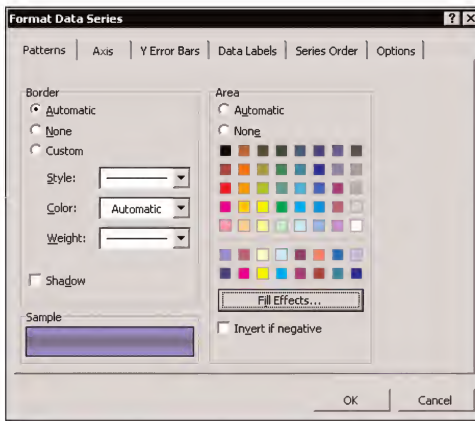 Format Data Series
Patterns Axis Y Error Bars Data Labels Series Order Options
Border
Automatic
None
Custom
Style:
Color: Automatic
Weight:
Shadow
Sample
Area
Automatic
None
Fill Effects...
Invert if negative
OK Cancel